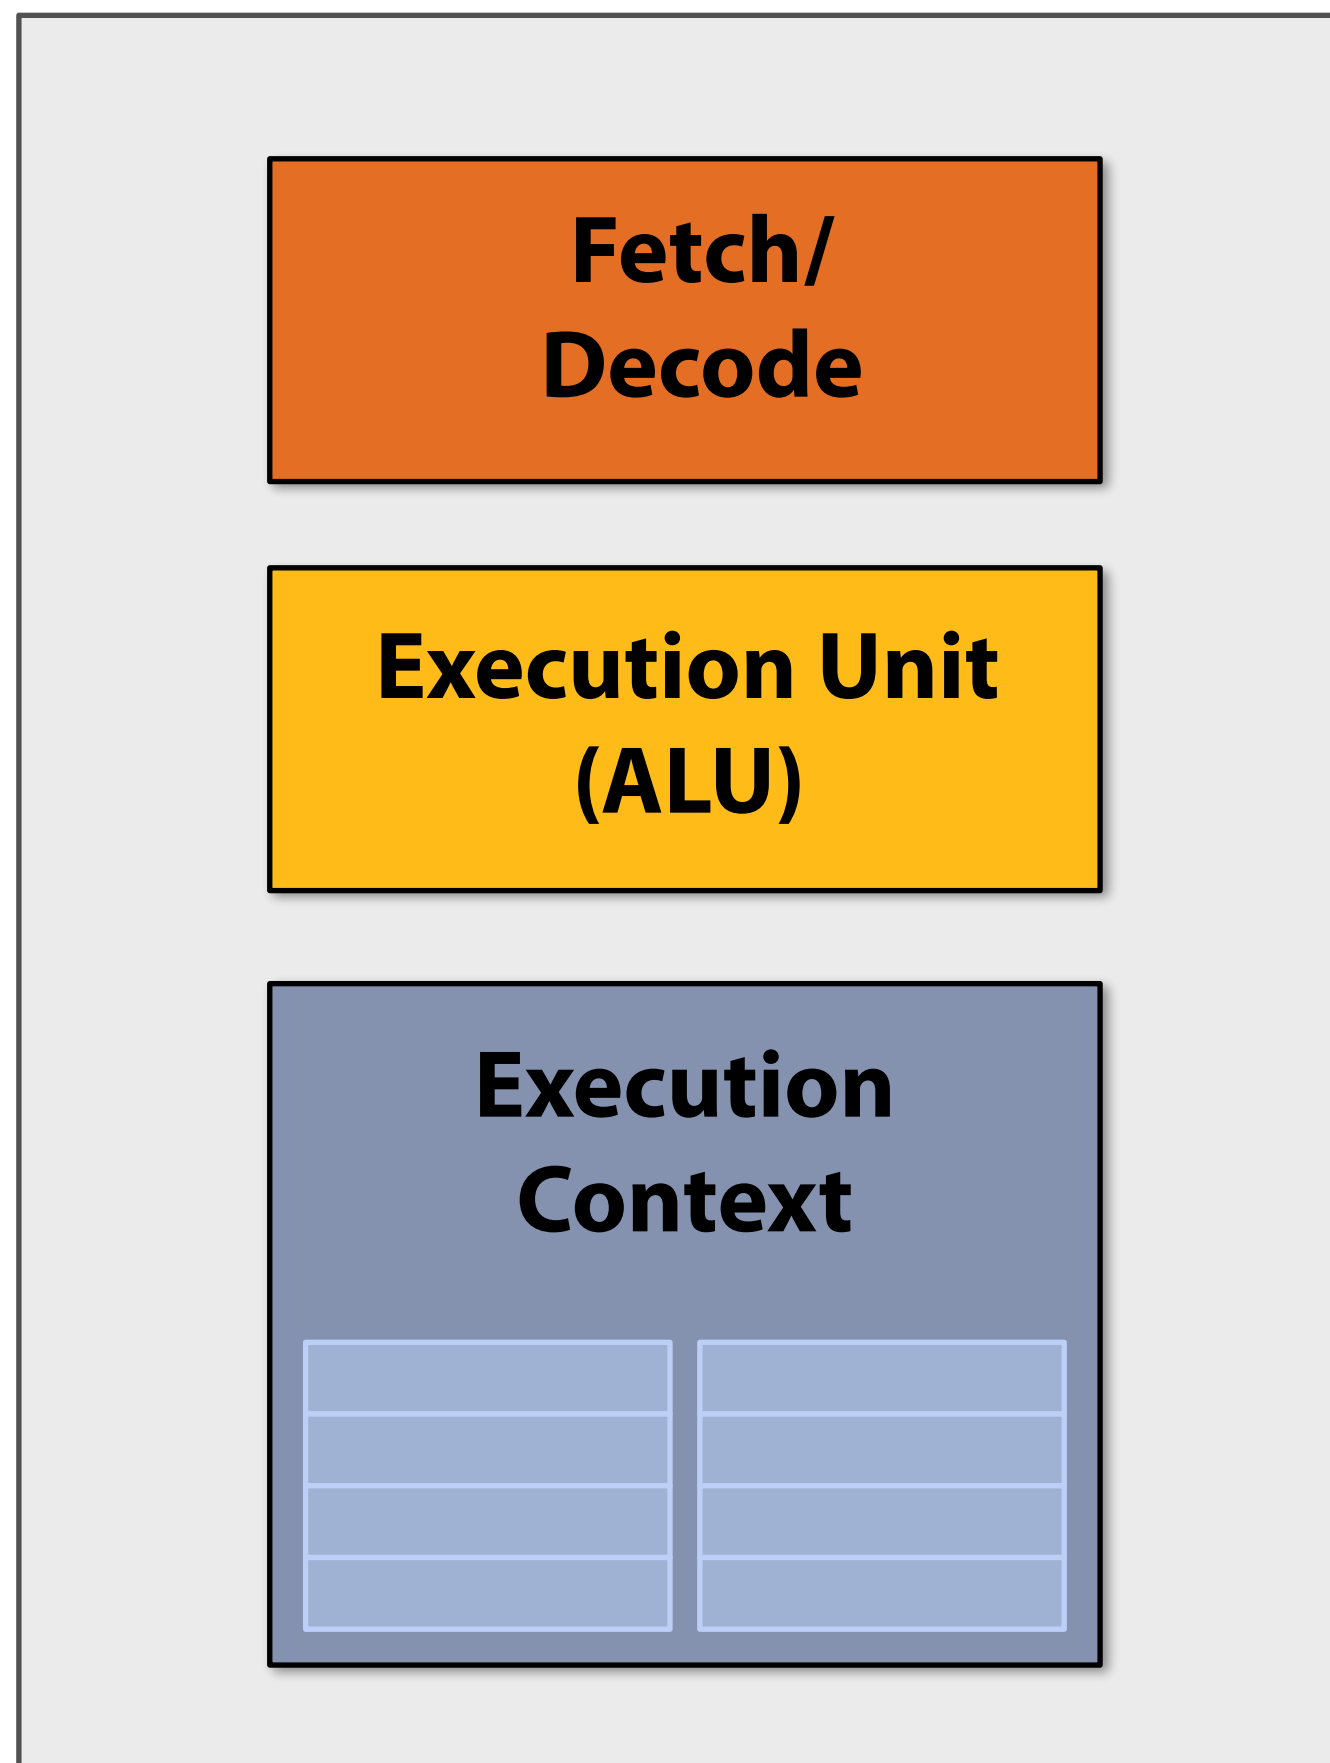 Fetch/
Decode
Execution Unit
(ALU)
Execution
Context